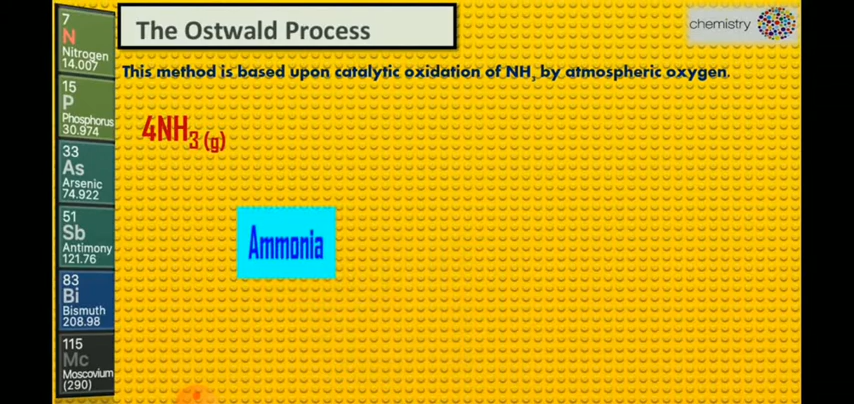 The Ostwald Process
chemistry
This method is based upon catalytic oxidation of NH₃ by atmospheric oxygen.
4NH₃ (g)
Ammonia
7
N
Nitrogen
14.007
15
P
Phosphorus
30.974
33
As
Arsenic
74.922
51
Sb
Antimony
121.76
83
Bi
Bismuth
208.98
115
Mc
Moscovium
(290)